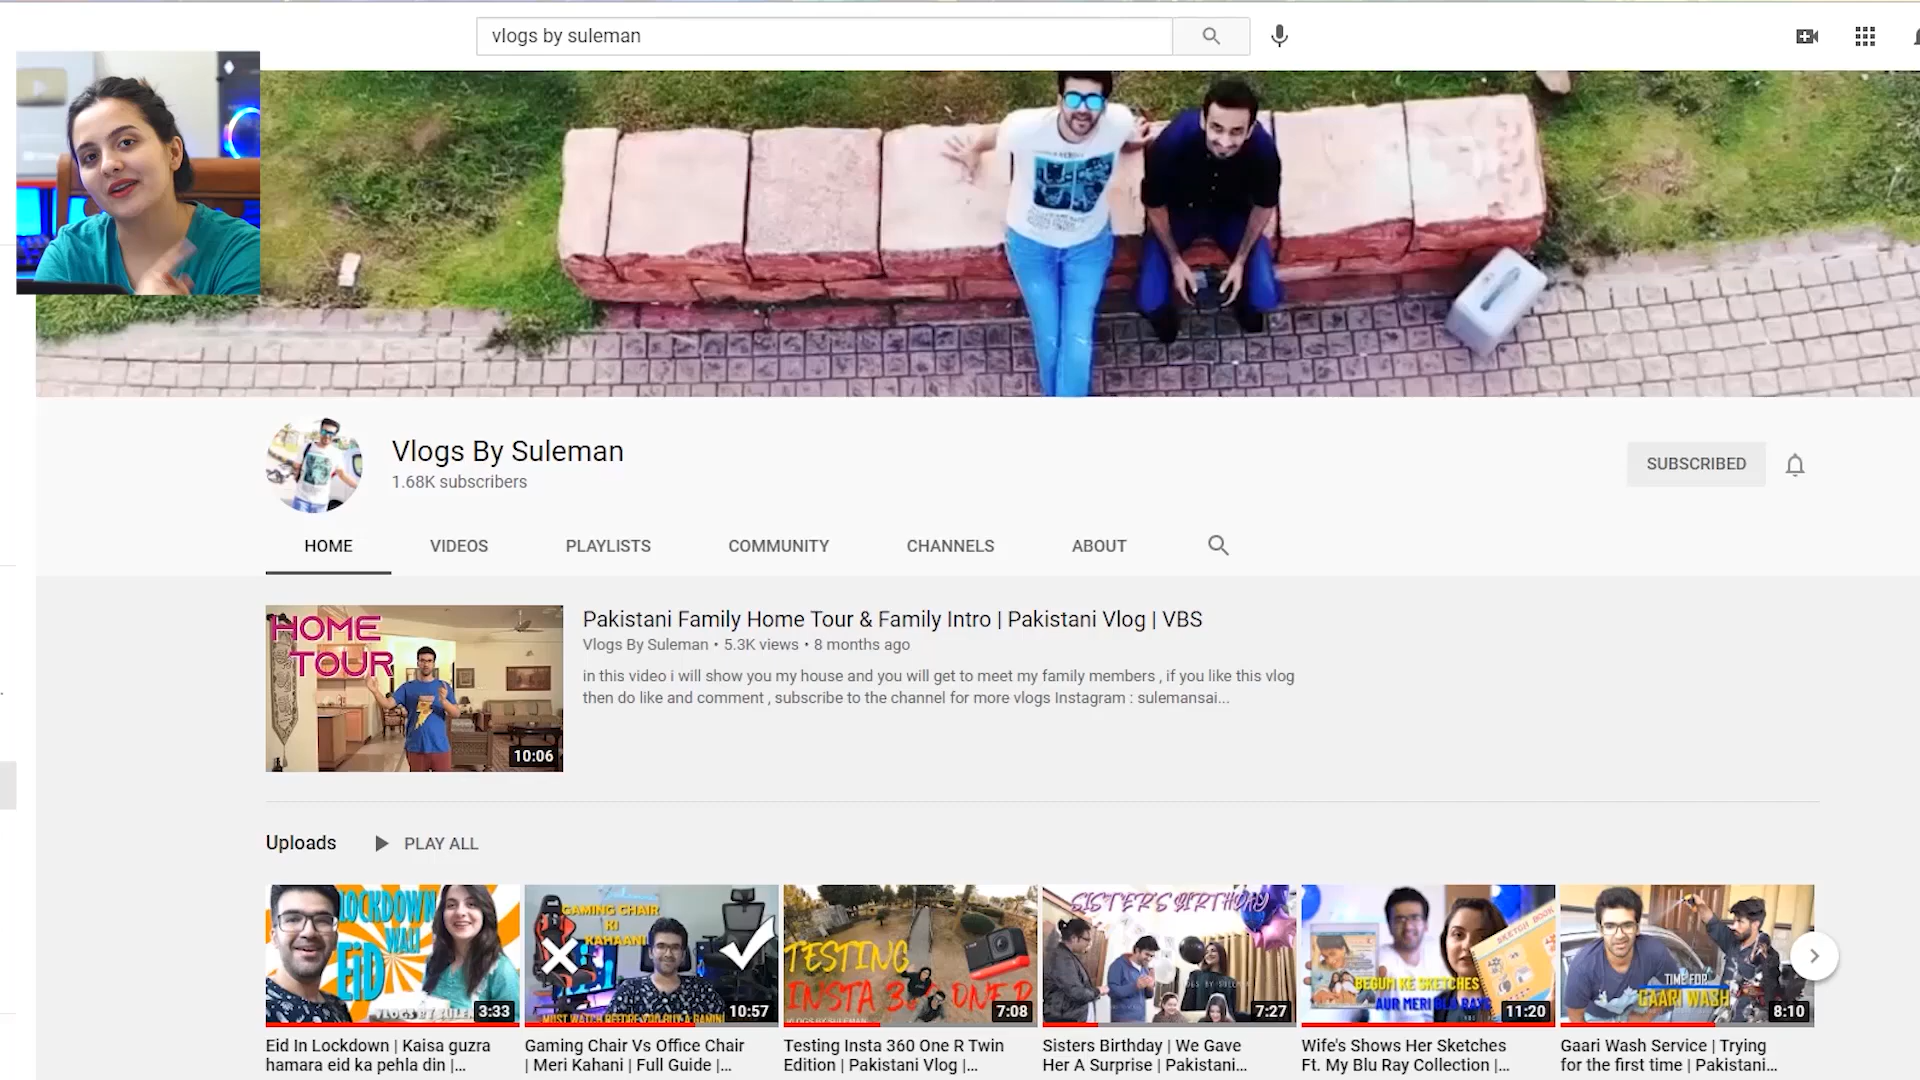 vlogs by suleman
Vlogs By Suleman
1.68K subscribers
SUBSCRIBED
HOME
VIDEOS
PLAYLISTS
COMMUNITY
CHANNELS
ABOUT
HOME
TOUR
10:06
Pakistani Family Home Tour & Family Intro | Pakistani Vlog | VBS
Vlogs By Suleman • 5.3K views • 8 months ago
in this video i will show you my house and you will get to meet my family members , if you like this vlog
then do like and comment , subscribe to the channel for more vlogs Instagram : sulemansai...
Uploads
PLAY ALL
LOCKDOWN
WALI
EiD
VLOGS BY SULE
3:33
GAMING CHAIR
KI
KAHAANI
MUST WATCH BEFORE YOU BUY A GAMING
10:57
TESTING
INSTA 36 ONE R
VLOGS BY SULEMAN
7:08
SISTER'S BIRTHDAY
7:27
SKETCH BOOK
BEGUM KE SKETCHES
AUR MERI BLU RAYS
11:20
TIME FOR
GAARI WASH
8:10
Eid In Lockdown | Kaisa guzra
hamara eid ka pehla din |...
Gaming Chair Vs Office Chair
| Meri Kahani | Full Guide |...
Testing Insta 360 One R Twin
Edition | Pakistani Vlog |...
Sisters Birthday | We Gave
Her A Surprise | Pakistani...
Wife's Shows Her Sketches
Ft. My Blu Ray Collection |...
Gaari Wash Service | Trying
for the first time | Pakistani...